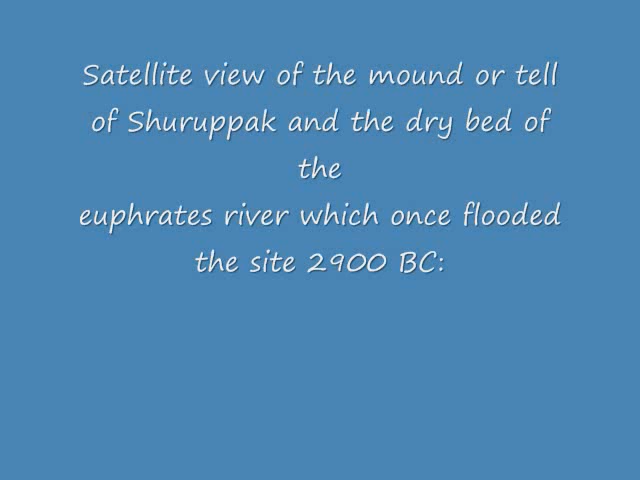 Satellite view of the mound or tell
of Shuruppak and the dry bed of
the
euphrates river which once flooded
the site 2900 BC: